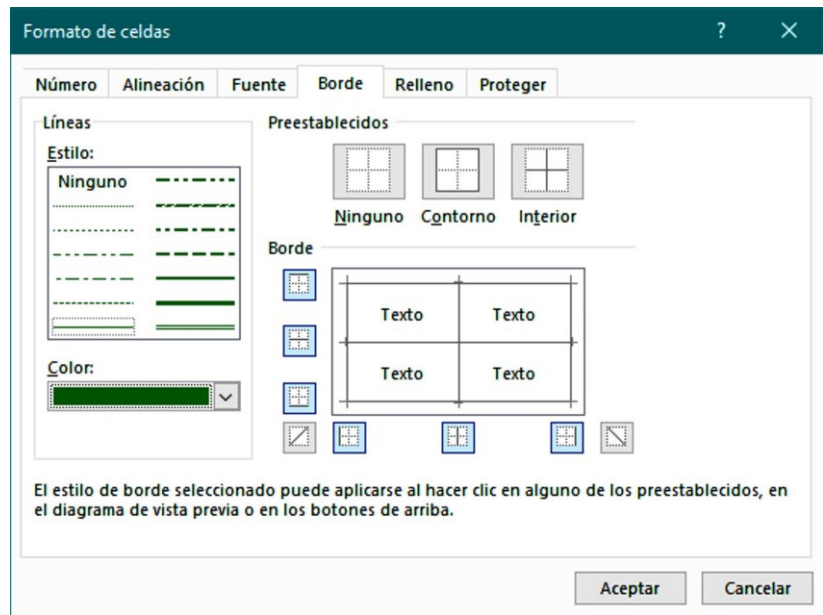 Formato de celdas ? ×
Número Alineación Fuente Borde Relleno Proteger
Líneas
Estilo:
Ninguno
Color:
Preestablecidos
Ninguno Contorno Interior
Borde
Texto Texto
Texto Texto
El estilo de borde seleccionado puede aplicarse al hacer clic en alguno de los preestablecidos, en
el diagrama de vista previa o en los botones de arriba.
Aceptar Cancelar